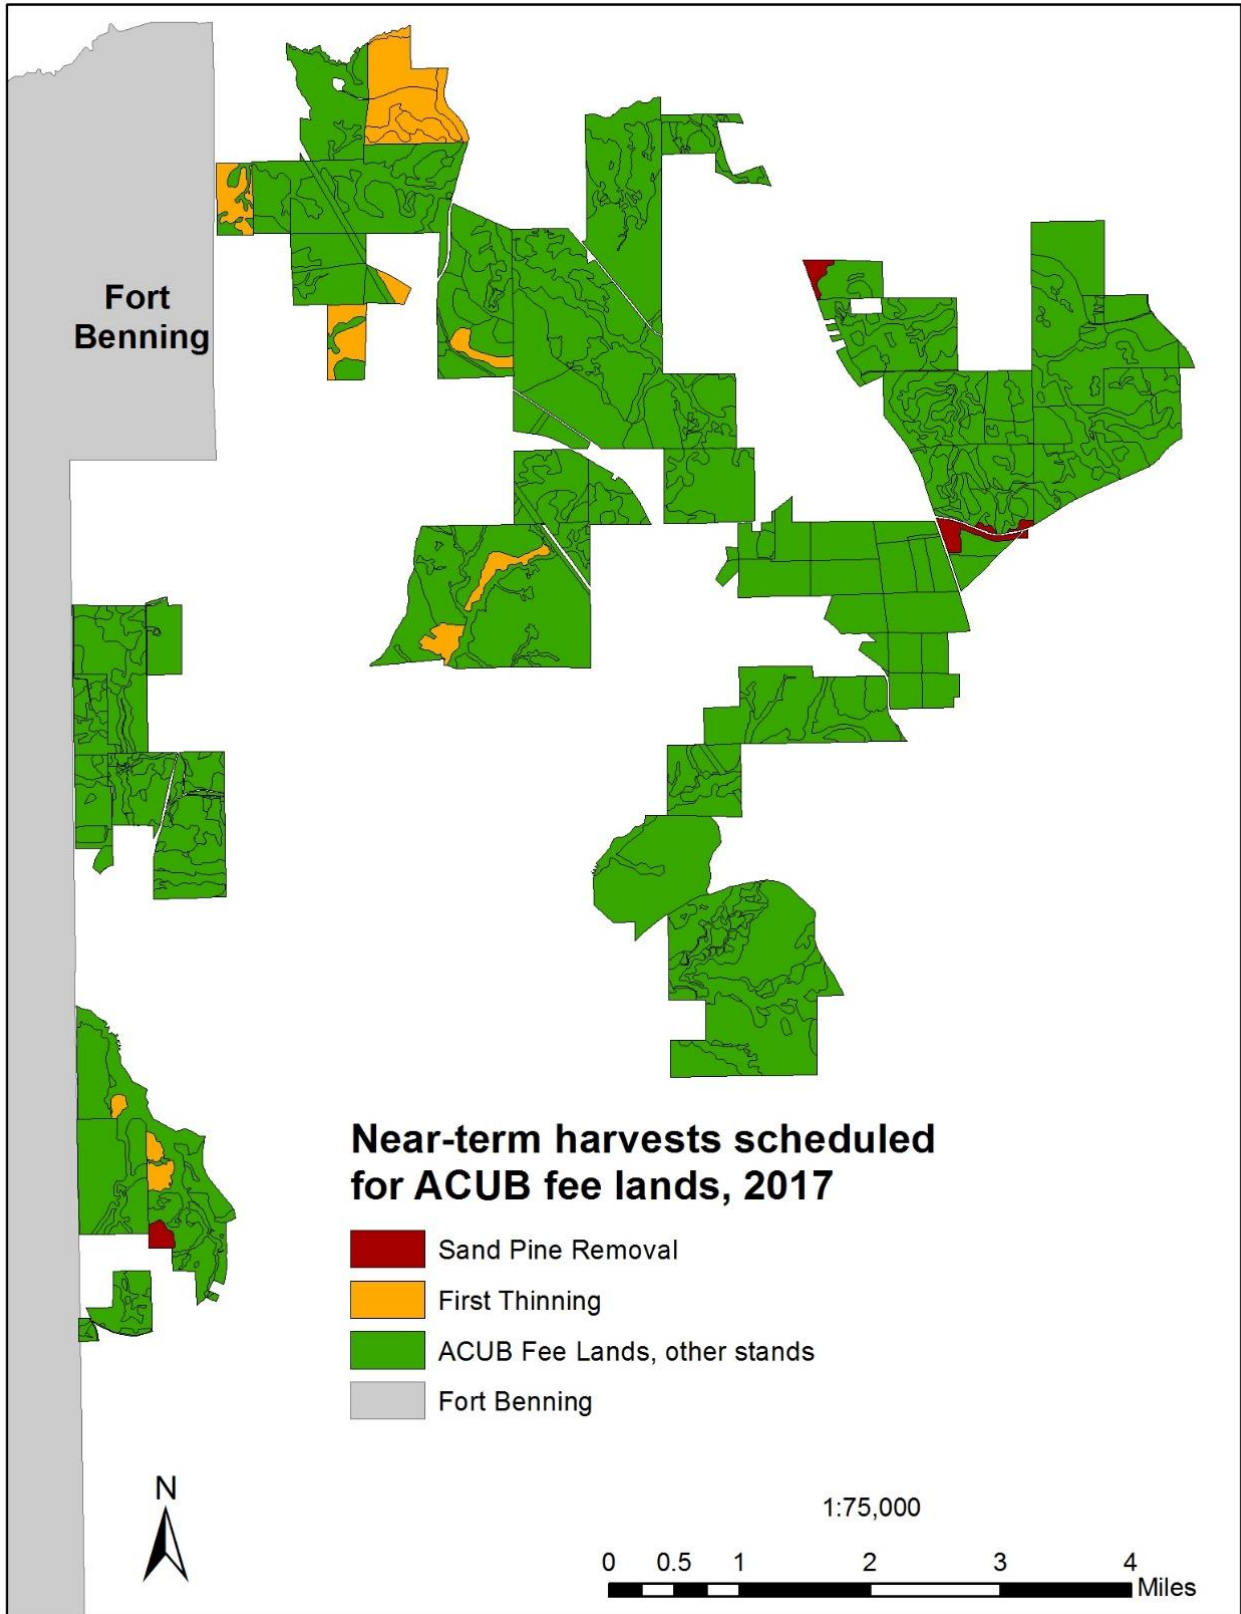 Fort
Benning
Near-term harvests scheduled
for ACUB fee lands, 2017
Sand Pine Removal
First Thinning
ACUB Fee Lands, other stands
Fort Benning
N
1:75,000
0 0.5 1 2 3 4
Miles